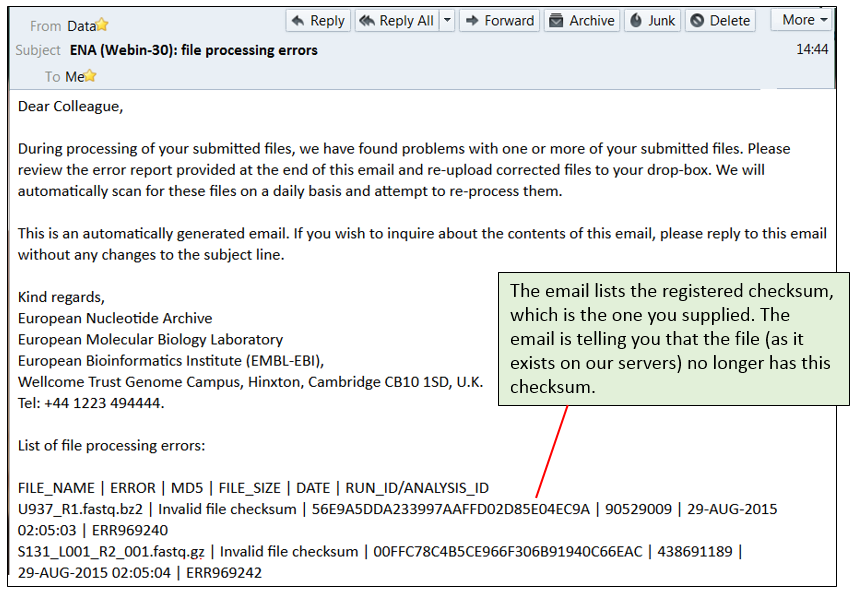 From Data
Reply
Reply All
Forward
Archive
Junk
Delete
More
Subject ENA (Webin-30): file processing errors
14:44
To Me
Dear Colleague,
During processing of your submitted files, we have found problems with one or more of your submitted files. Please
review the error report provided at the end of this email and re-upload corrected files to your drop-box. We will
automatically scan for these files on a daily basis and attempt to re-process them.
This is an automatically generated email. If you wish to inquire about the contents of this email, please reply to this email
without any changes to the subject line.
Kind regards,
European Nucleotide Archive
European Molecular Biology Laboratory
European Bioinformatics Institute (EMBL-EBI),
Wellcome Trust Genome Campus, Hinxton, Cambridge CB10 1SD, U.K.
Tel: +44 1223 494444.
The email lists the registered checksum,
which is the one you supplied. The
email is telling you that the file (as it
exists on our servers) no longer has this
checksum.
List of file processing errors:
FILE_NAME | ERROR | MD5 | FILE_SIZE | DATE | RUN_ID/ANALYSIS_ID
U937_R1.fastq.bz2 | Invalid file checksum | 56E9A5DDA233997AAFFD02D85E04EC9A | 90529009 | 29-AUG-2015
02:05:03 | ERR969240
S131_L001_R2_001.fastq.gz | Invalid file checksum | 00FFC78C4B5CE966F306B91940C66EAC | 438691189 |
29-AUG-2015 02:05:04 | ERR969242